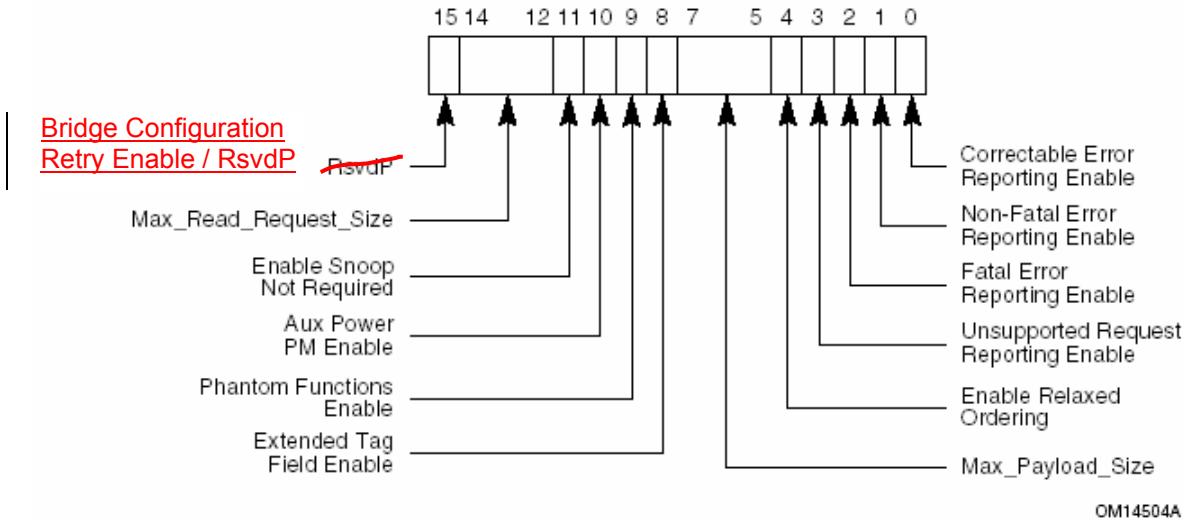 15 14 12 11 10 9 8 7 5 4 3 2 1 0
Bridge Configuration
Retry Enable / RsvdP
RsvdP
Max_Read_Request_Size
Enable Snoop
Not Required
Aux Power
PM Enable
Phantom Functions
Enable
Extended Tag
Field Enable
Correctable Error
Reporting Enable
Non-Fatal Error
Reporting Enable
Fatal Error
Reporting Enable
Unsupported Request
Reporting Enable
Enable Relaxed
Ordering
Max_Payload_Size
OM14504A